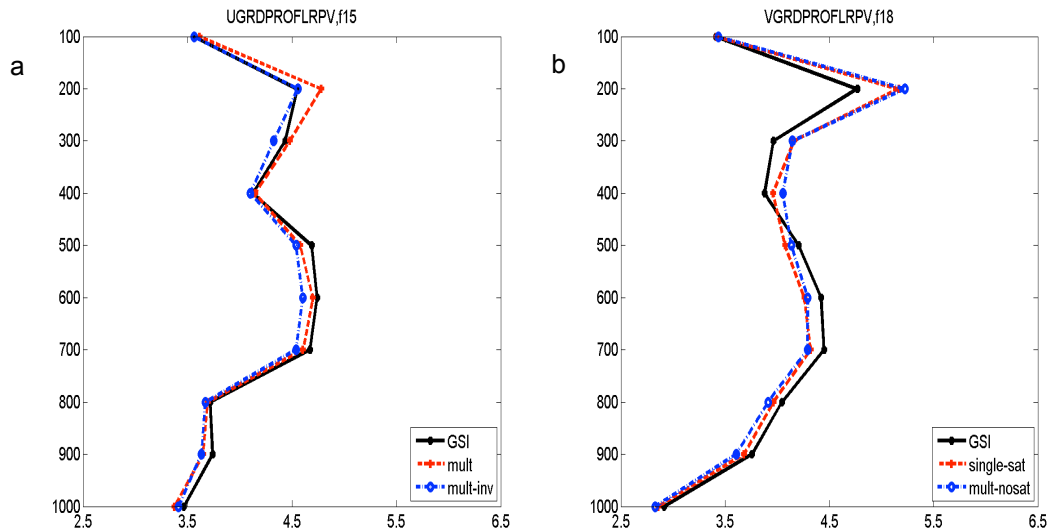 UGRDPROFLRPV,f15
a
100
200
300
400
500
600
700
800
900
1000
2.5 3.5 4.5 5.5 6.5
GSI
mult
mult-inv
VGRDPROFLRPV,f18
b
100
200
300
400
500
600
700
800
900
1000
2.5 3.5 4.5 5.5 6.5
GSI
single-sat
mult-nosat